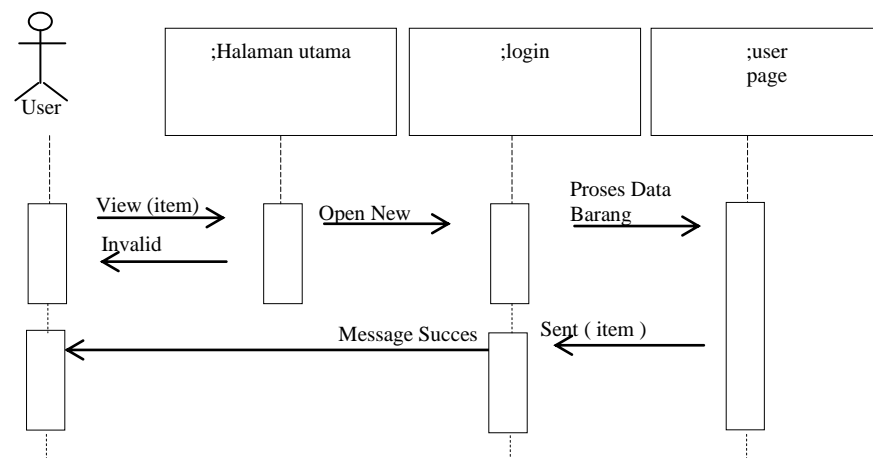 ;Halaman utama
;login
;user
page
User
View (item)
Open New
Proses Data
Barang
Invalid
Message Succes
Sent ( item )